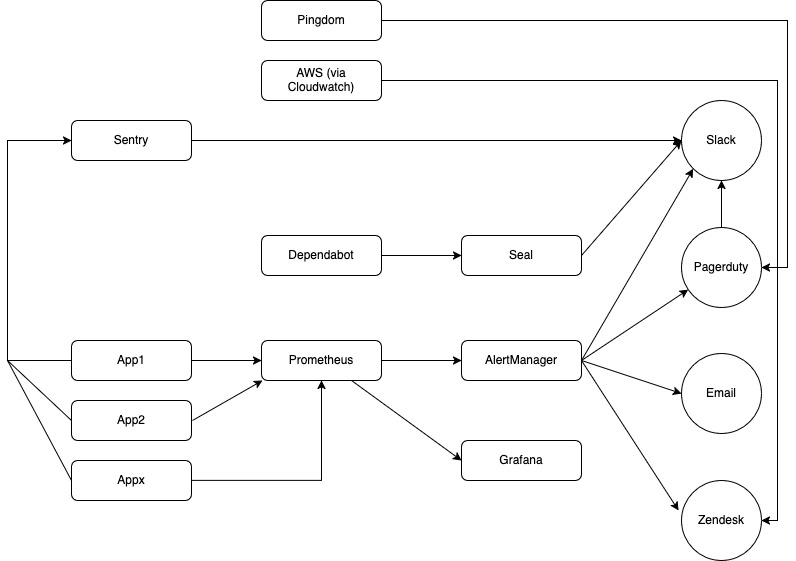 Pingdom
AWS (via
Cloudwatch)
Sentry
Slack
Dependabot
Seal
Pagerduty
App1
Prometheus
AlertManager
Email
App2
Grafana
Appx
Zendesk